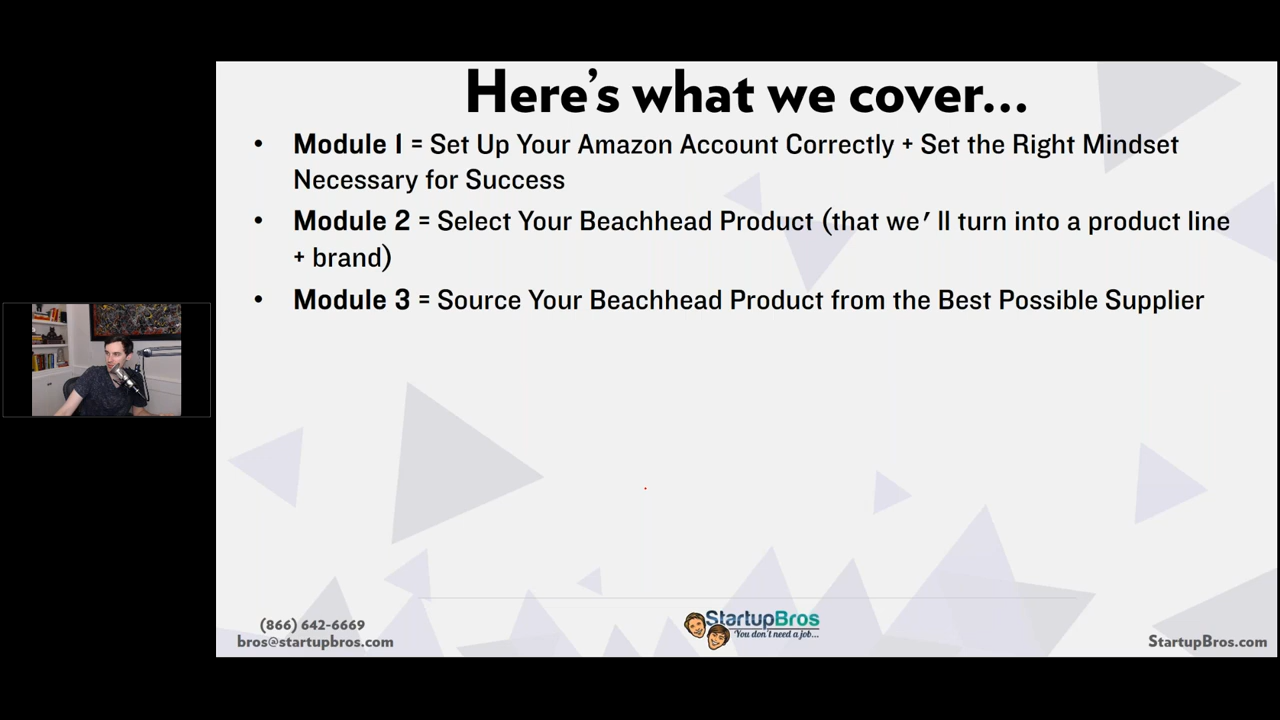 Here’s what we cover...
• Module 1 = Set Up Your Amazon Account Correctly + Set the Right Mindset
Necessary for Success
• Module 2 = Select Your Beachhead Product (that we’ ll turn into a product line
+ brand)
• Module 3 = Source Your Beachhead Product from the Best Possible Supplier
(866) 642-6669
bros@startupbros.com
StartupBros
"You don't need a job...
StartupBros.com